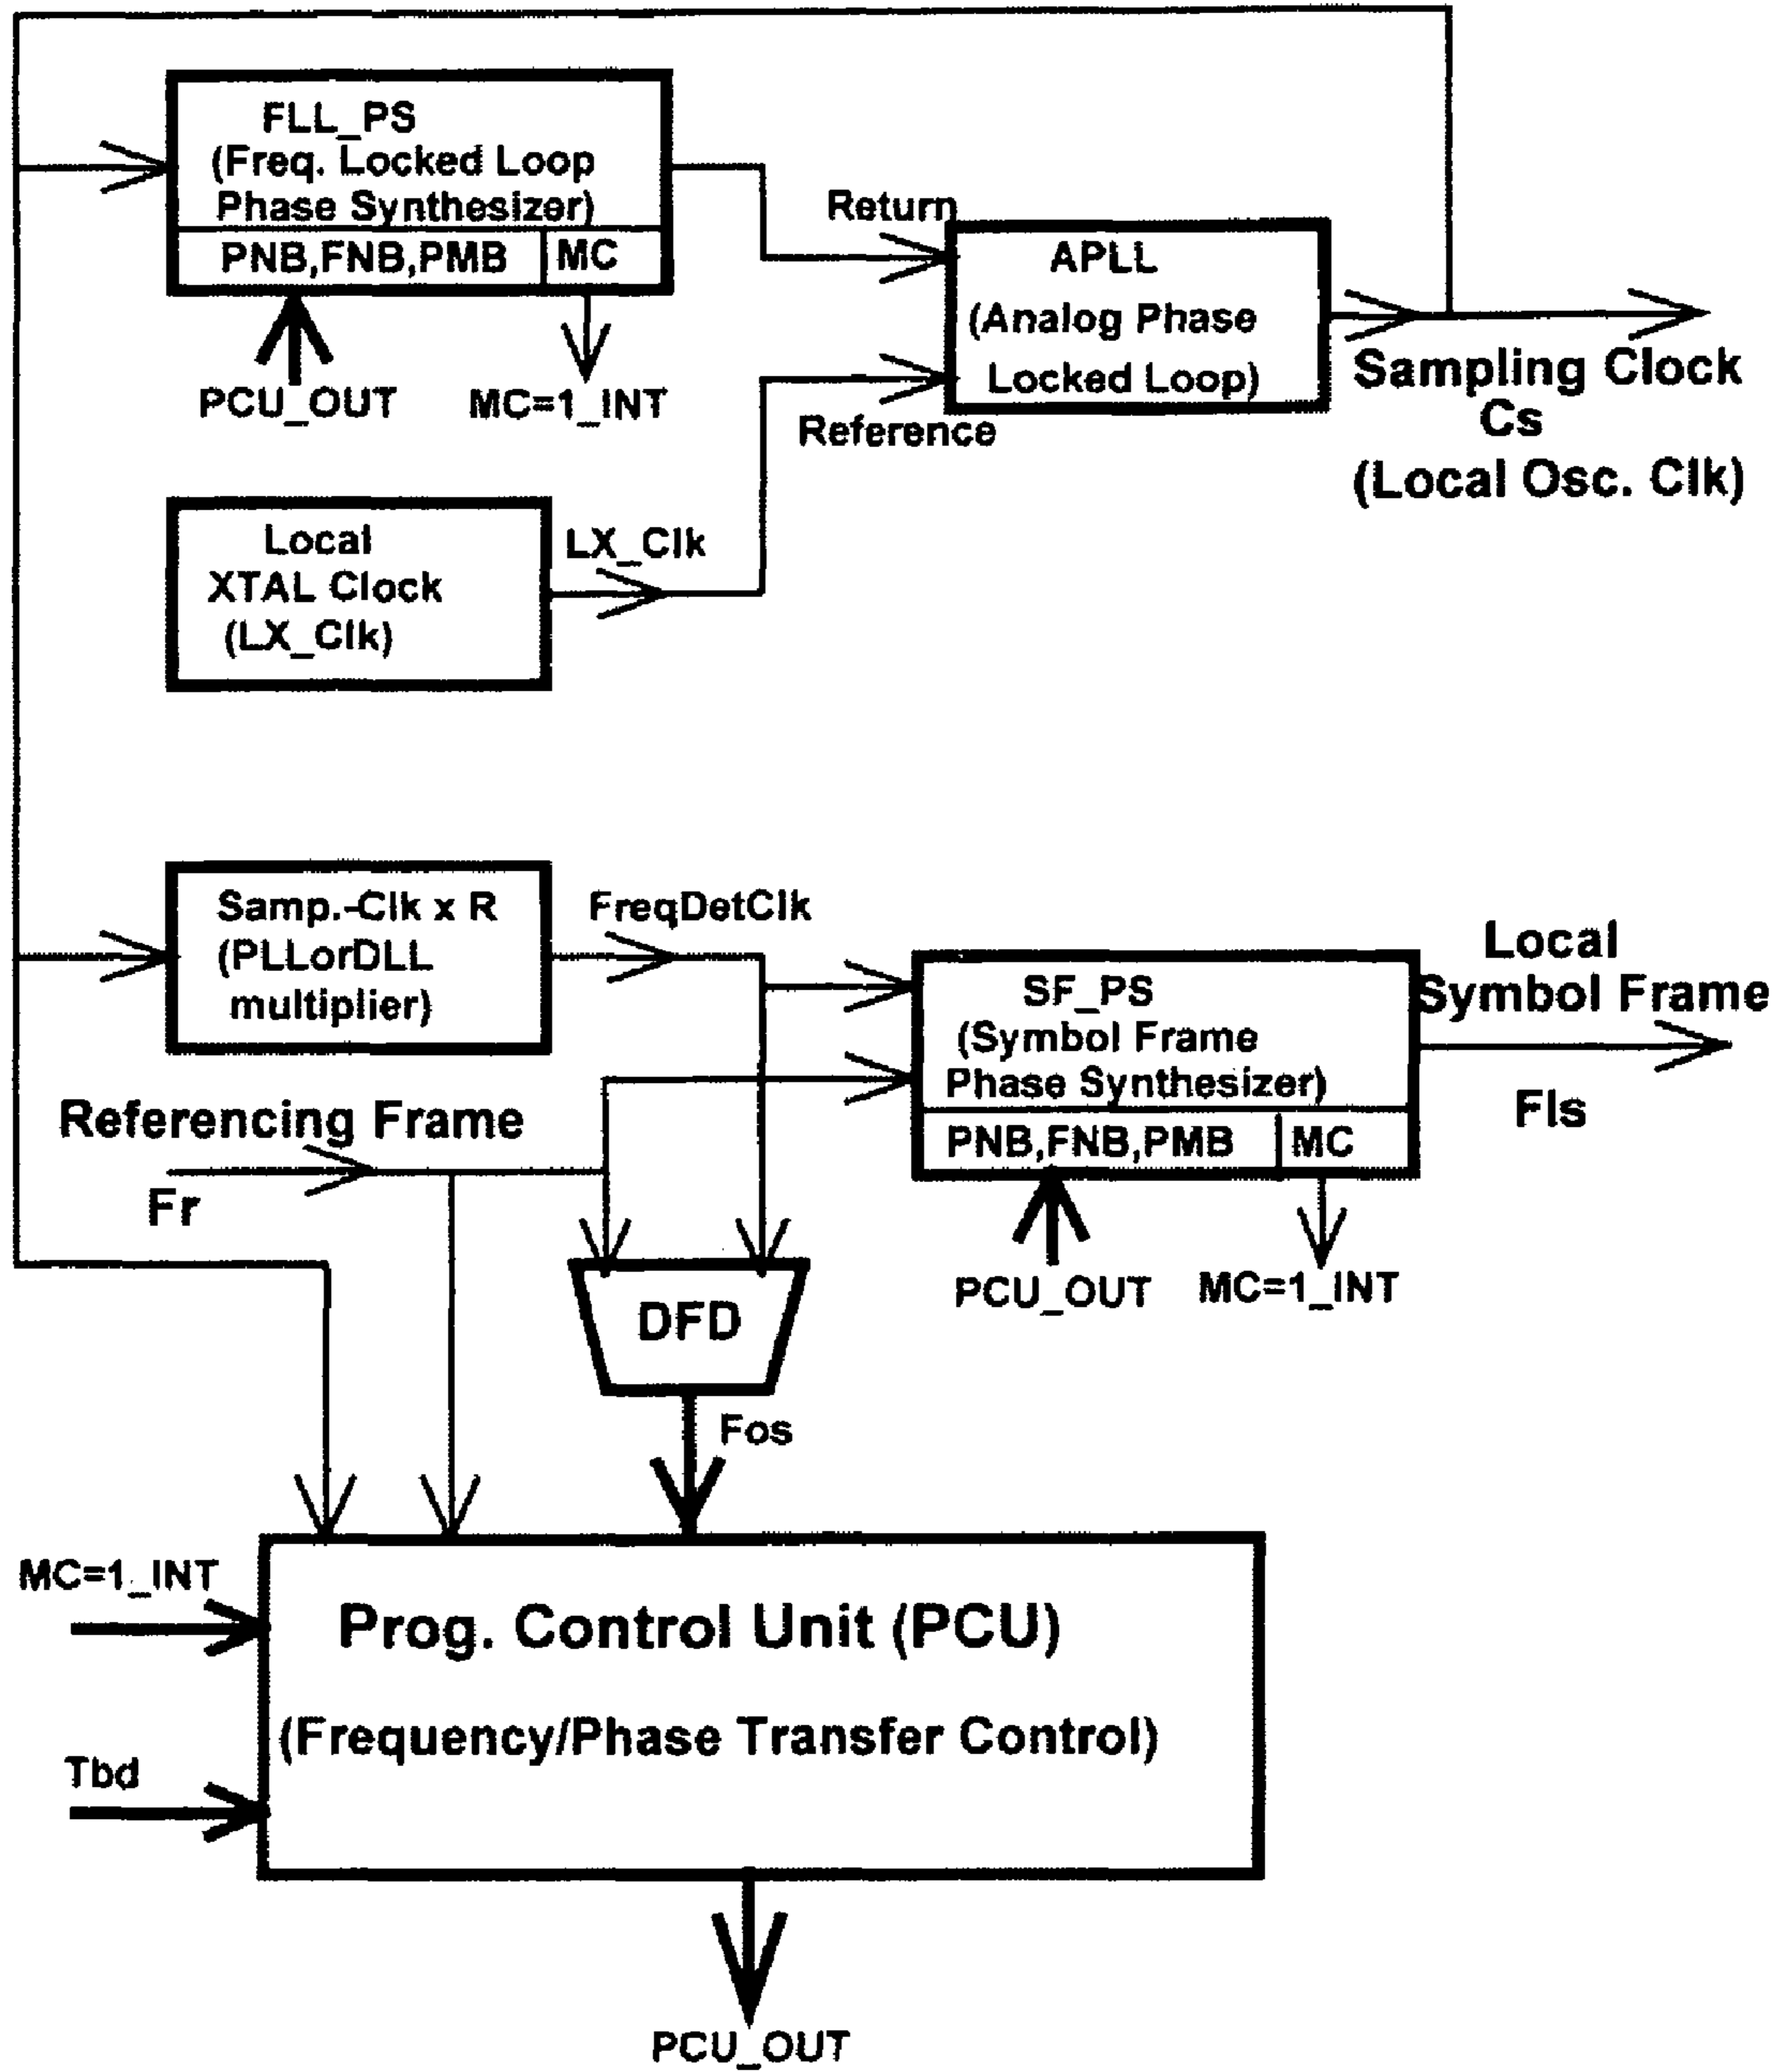 FLL_PS
(Freq. Locked Loop
Phase Synthesizer)
PNB,FNB,PMB
MC
PCU_OUT
MC=1_INT
Return
APLL
(Analog Phase
Locked Loop)
Reference
Sampling Clock
Cs
(Local Osc. Clk)
Local
XTAL Clock
(LX_Clk)
LX_Clk
Samp.-Clk x R
(PLLorDLL
multiplier)
FreqDetClk
SF_PS
(Symbol Frame
Phase Synthesizer)
PNB,FNB,PMB
MC
PCU_OUT
MC=1_INT
Local
Symbol Frame
Fls
Referencing Frame
Fr
DFD
Fos
MC=1_INT
Tbd
Prog. Control Unit (PCU)
(Frequency/Phase Transfer Control)
PCU_OUT